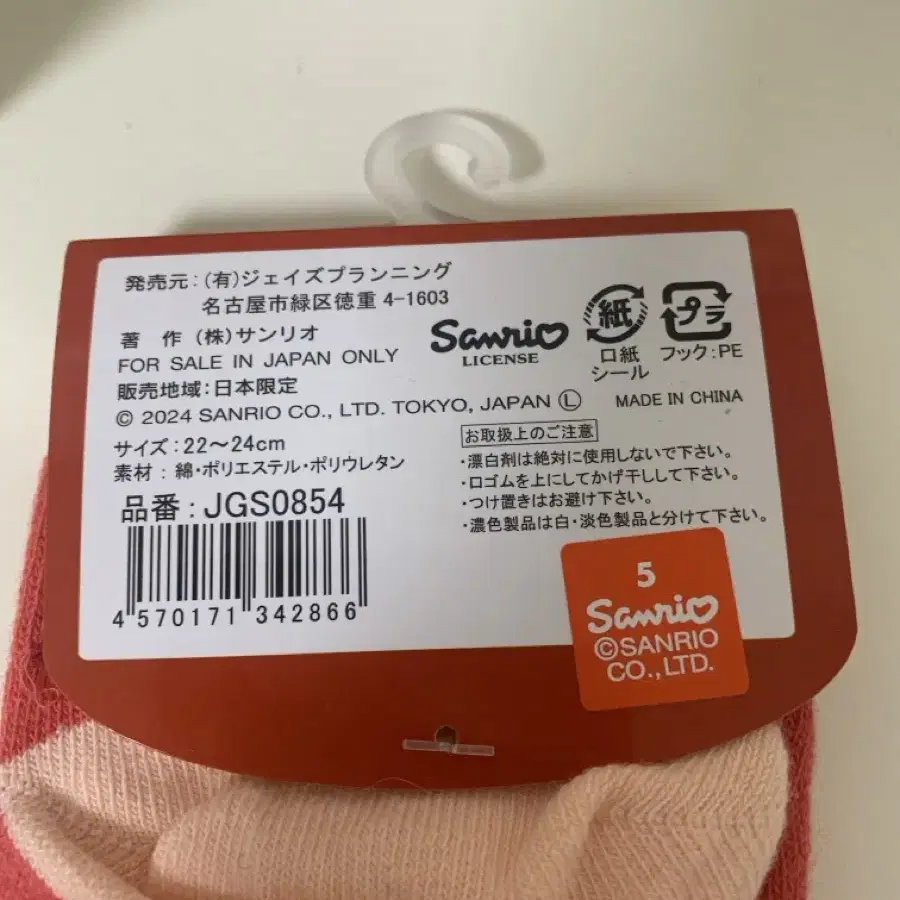 発売元：(有)ジェイズプランニング
名古屋市緑区徳重4-1603
著　作 (株)サンリオ
FOR SALE IN JAPAN ONLY
販売地域：日本限定
© 2024 SANRIO CO., LTD. TOKYO, JAPAN Ⓛ
サイズ：22～24cm
素材：綿・ポリエステル・ポリウレタン
品番：JGS0854
4 570171 342866
Sanrio
LICENSE
紙
口紙
シール
プラ
フック：PE
MADE IN CHINA
お取扱上のご注意
・漂白剤は絶対に使用しないで下さい。
・口ゴムを上にしてかげ干しして下さい。
・つけ置きはお避け下さい。
・濃色製品は白・淡色製品と分けて下さい。
5
Sanrio
©SANRIO
CO.,LTD.